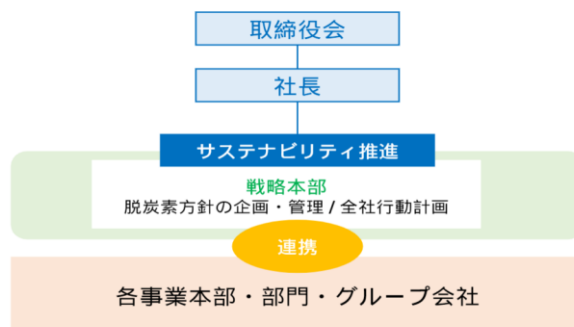 取締役会
社長
サステナビリティ推進
戦略本部
脱炭素方針の企画・管理 / 全社行動計画
連携
各事業本部・部門・グループ会社